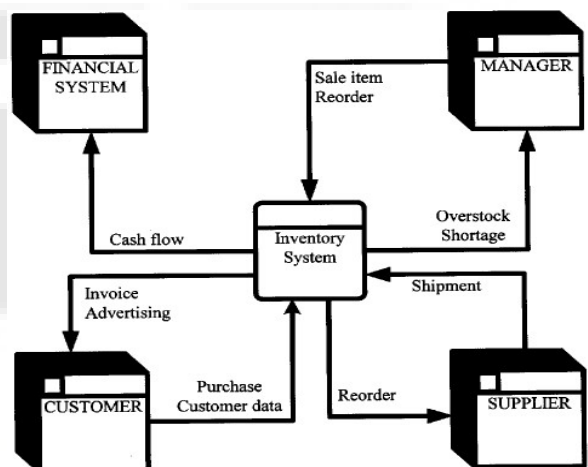 FINANCIAL
SYSTEM
Sale item
Reorder
MANAGER
Cash flow
Inventory
System
Overstock
Shortage
Invoice
Advertising
Shipment
CUSTOMER
Purchase
Customer data
Reorder
SUPPLIER